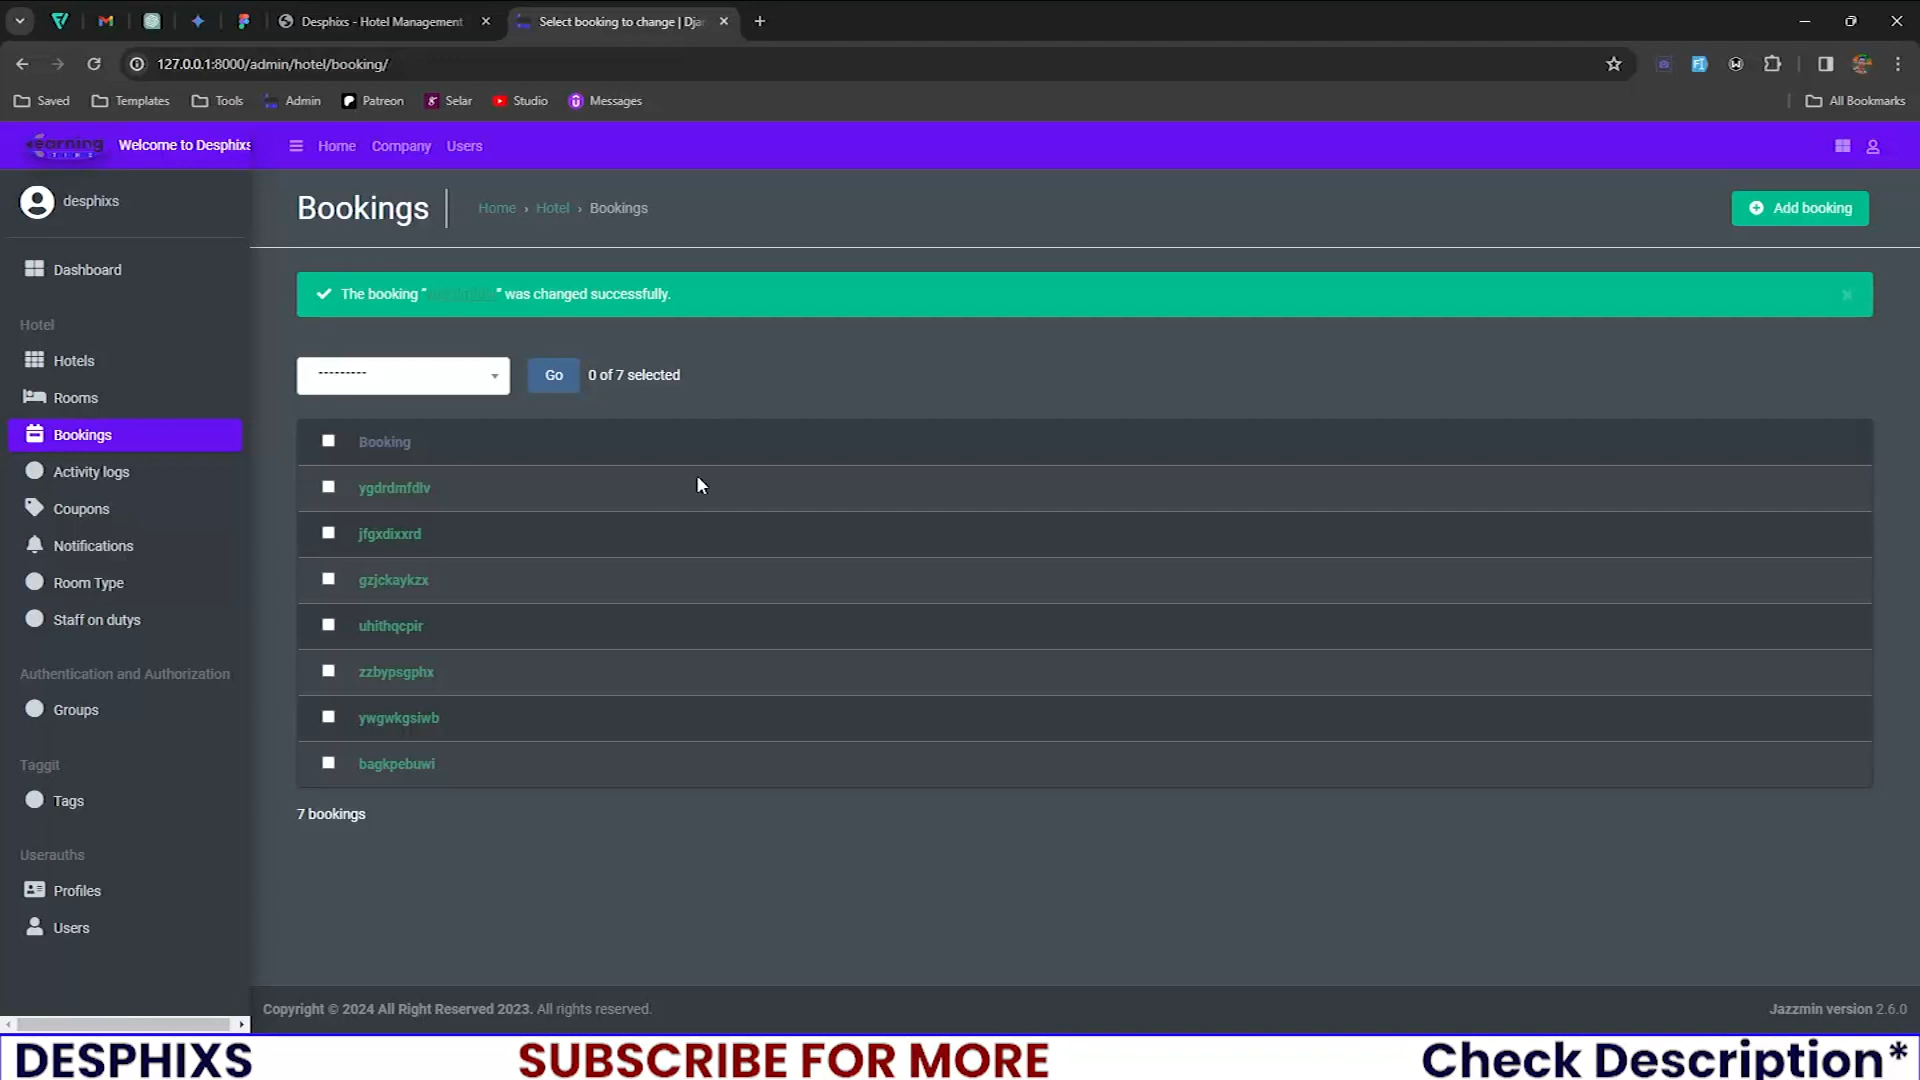 Desphixs - Hotel Management
Select booking to change | Dja
127.0.0.1:8000/admin/hotel/booking/
Saved
Templates
Tools
Admin
Patreon
Selar
Studio
Messages
All Bookmarks
Welcome to Desphixs
Home
Company
Users
desphixs
Bookings
Home › Hotel › Bookings
Add booking
Dashboard
The booking “ ” was changed successfully.
Hotel
Hotels
Rooms
Bookings
Activity logs
Coupons
Notifications
Room Type
Staff on dutys
Authentication and Authorization
Groups
Taggit
Tags
Userauths
Profiles
Users
---------
Go
0 of 7 selected
Booking
ygdrdmfdlv
jfgxdixxrd
gzjckaykzx
uhithqcpir
zzbypsgphx
ywgwkgsiwb
bagkpebuwi
7 bookings
Copyright © 2024 All Right Reserved 2023. All rights reserved.
Jazzmin version 2.6.0
DESPHIXS
SUBSCRIBE FOR MORE
Check Description*